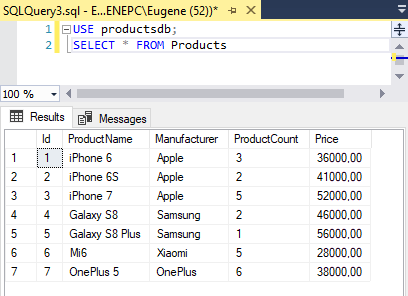 SQLQuery3.sql - E...ENEPC\Eugene (52))*
1 USE productsdb;
2 SELECT * FROM Products
100 %
Results Messages
Id ProductName Manufacturer ProductCount Price
1 1 iPhone 6 Apple 3 36000,00
2 2 iPhone 6S Apple 2 41000,00
3 3 iPhone 7 Apple 5 52000,00
4 4 Galaxy S8 Samsung 2 46000,00
5 5 Galaxy S8 Plus Samsung 1 56000,00
6 6 Mi6 Xiaomi 5 28000,00
7 7 OnePlus 5 OnePlus 6 38000,00